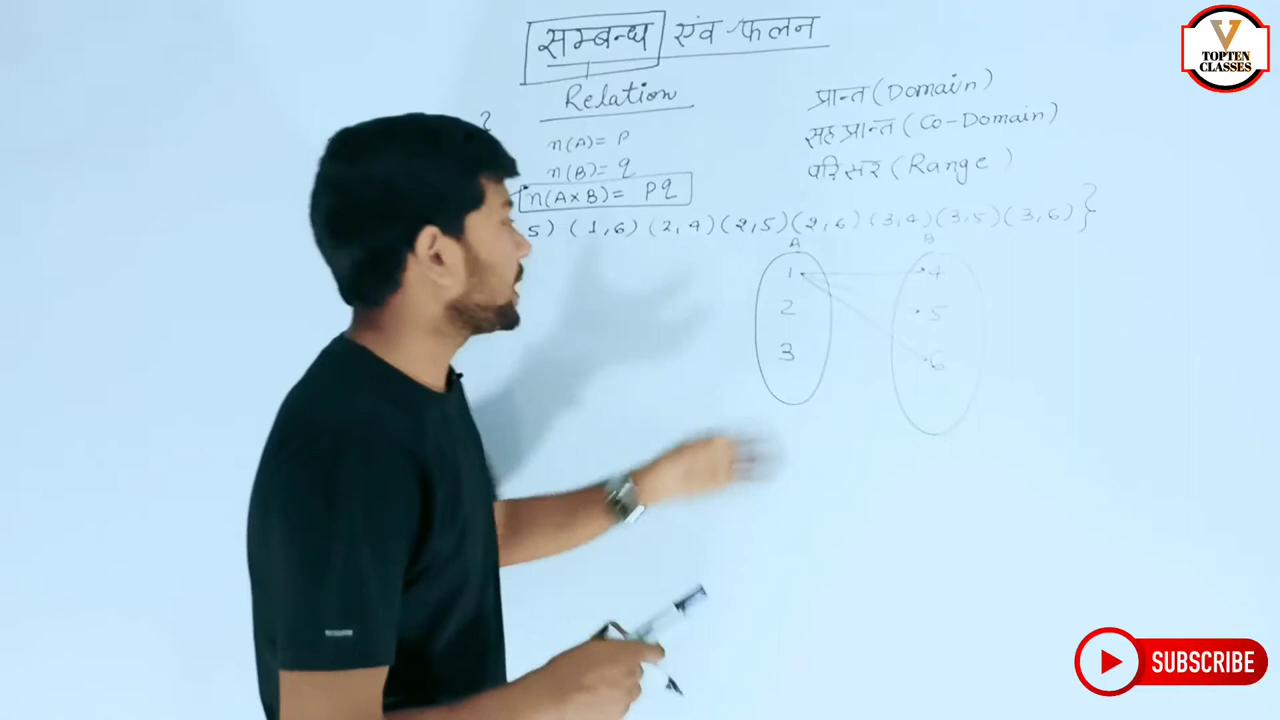 सम्बन्ध एंव फलन
Relation
n(A)= P
n(B)= q
n(A×B)= Pq
प्रान्त (Domain)
सह प्रान्त (Co-Domain)
परिसर (Range)
5) (1,6) (2,4) (2,5) (2,6) (3,4) (3,5) (3,6) }
A B
1 4
2 5
3 6
V
TOPTEN
CLASSES
SUBSCRIBE